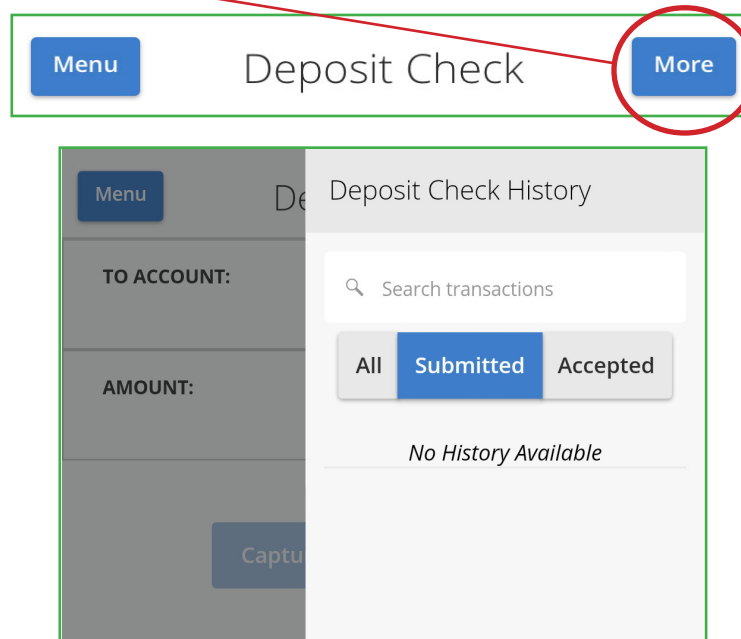 Menu Deposit Check More
Menu De Deposit Check History
TO ACCOUNT:
Search transactions
All Submitted Accepted
AMOUNT:
No History Available
Captu